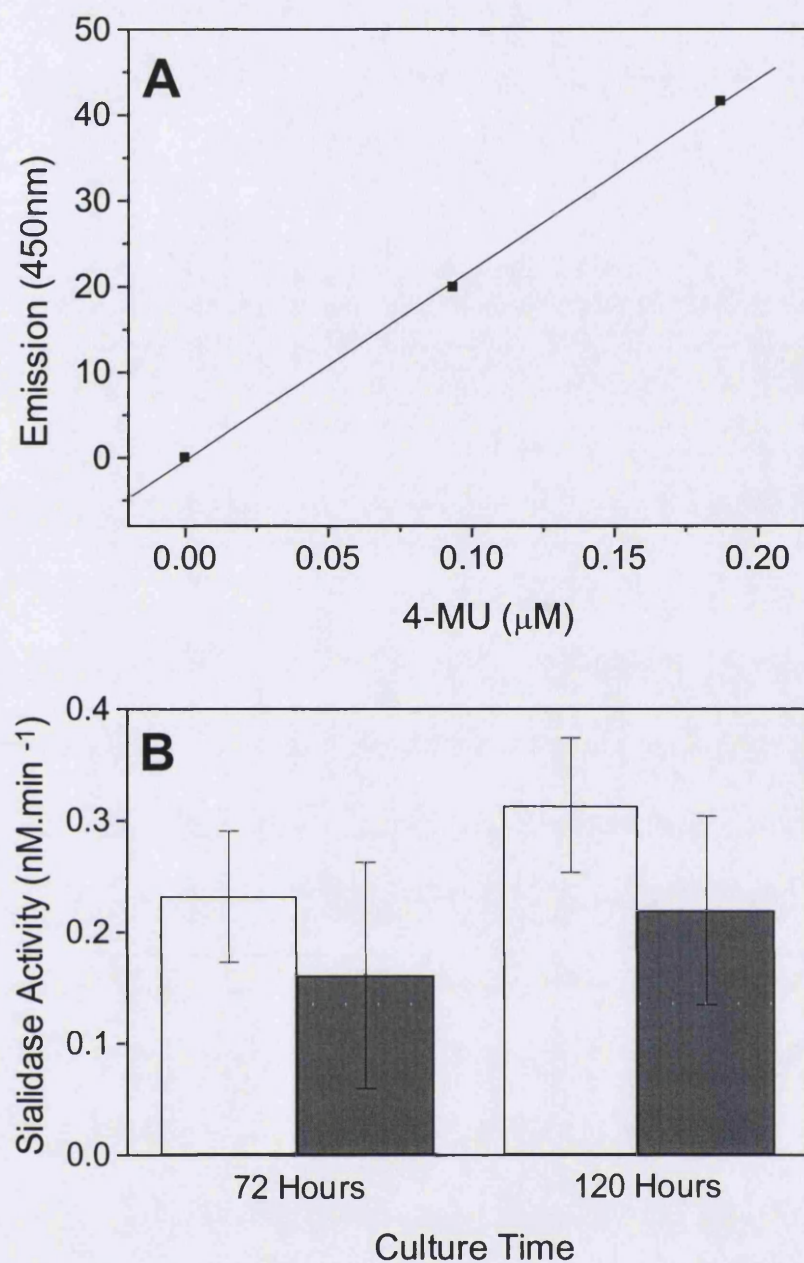 A
50
40
30
20
10
0
Emission (450nm)
0.00 0.05 0.10 0.15 0.20
4-MU (μM)
B
0.4
0.3
0.2
0.1
0.0
Sialidase Activity (nM.min -1)
72 Hours 120 Hours
Culture Time